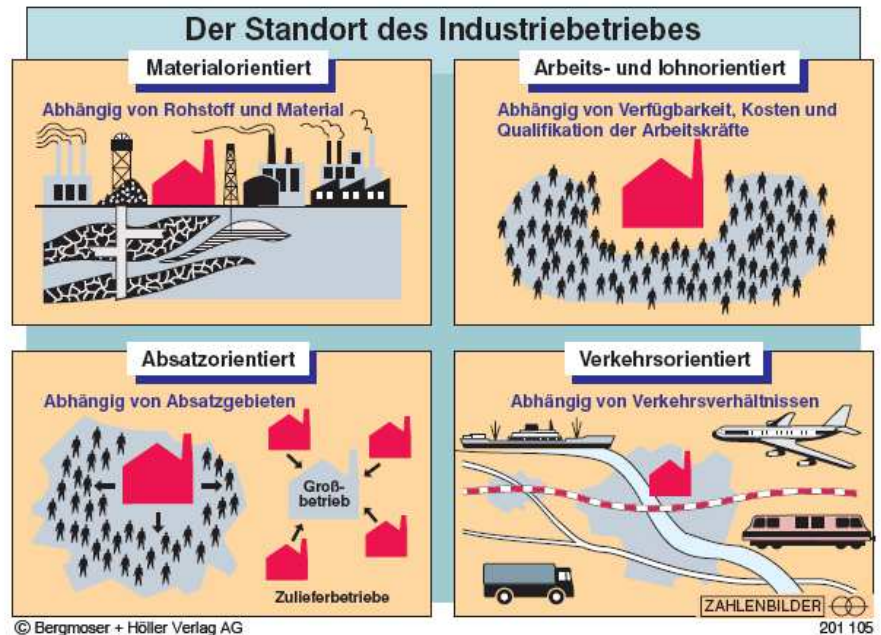 Der Standort des Industriebetriebes
Materialorientiert
Abhängig von Rohstoff und Material
Arbeits- und lohnorientiert
Abhängig von Verfügbarkeit, Kosten und
Qualifikation der Arbeitskräfte
Absatzorientiert
Abhängig von Absatzgebieten
Groß-
betrieb
Zulieferbetriebe
Verkehrsorientiert
Abhängig von Verkehrsverhältnissen
ZAHLENBILDER
© Bergmoser + Höller Verlag AG
201 105